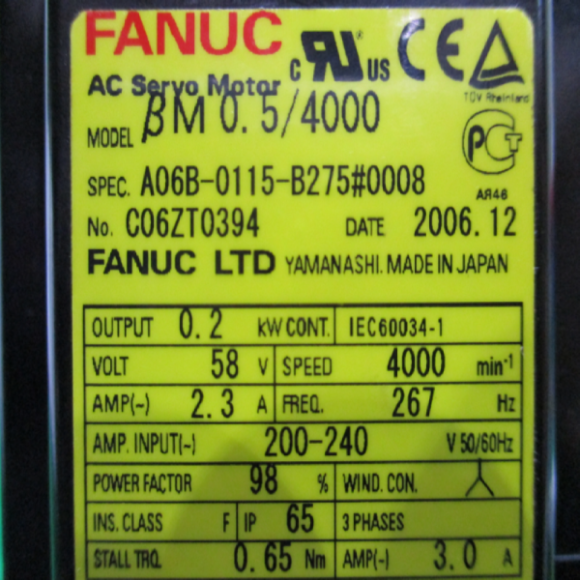 FANUC
c RU US CE
TÜV Rheinland
AC Servo Motor
MODEL βM 0.5/4000
PCT
SPEC. A06B-0115-B275#0008
AЯ46
No. C06ZT0394 DATE 2006.12
FANUC LTD YAMANASHI. MADE IN JAPAN
OUTPUT 0.2 kW CONT. IEC60034-1
VOLT 58 V SPEED 4000 min-1
AMP(~) 2.3 A FREQ. 267 Hz
AMP. INPUT(~) 200-240 V 50/60Hz
POWER FACTOR 98 % WIND. CON.
INS. CLASS F IP 65 3 PHASES
STALL TRQ. 0.65 Nm AMP(~) 3.0 A